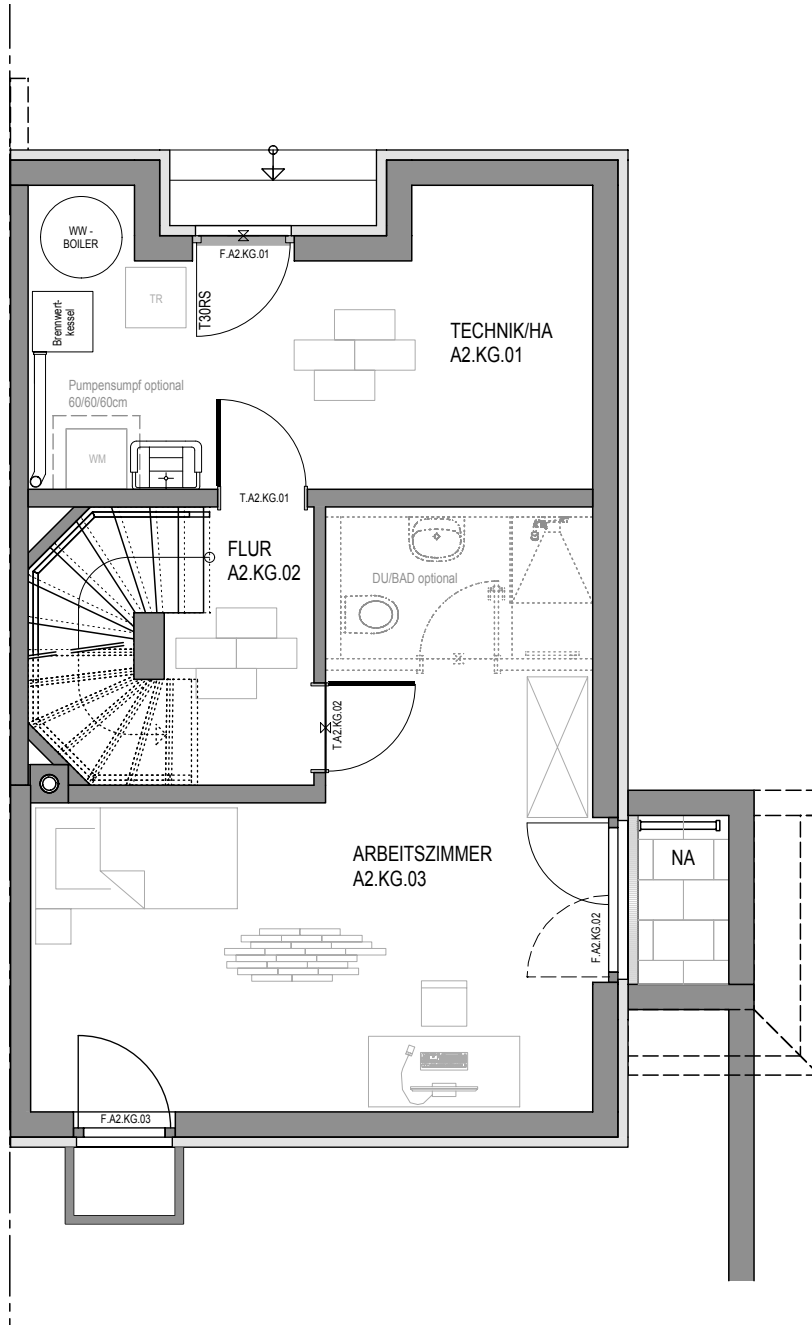 WW -
BOILER
F.A2.KG.01
TR
T30RS
Brennwert-
kessel
TECHNIK/HA
A2.KG.01
Pumpensumpf optional
60/60/60cm
WM
T.A2.KG.01
FLUR
A2.KG.02
DU/BAD optional
T.A2.KG.02
ARBEITSZIMMER
A2.KG.03
NA
F.A2.KG.02
F.A2.KG.03